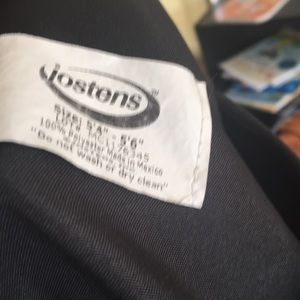 jostens
SIZE: 5'4" - 5'6"
100% Polyester Made in Mexico
"Do not wash or dry clean"